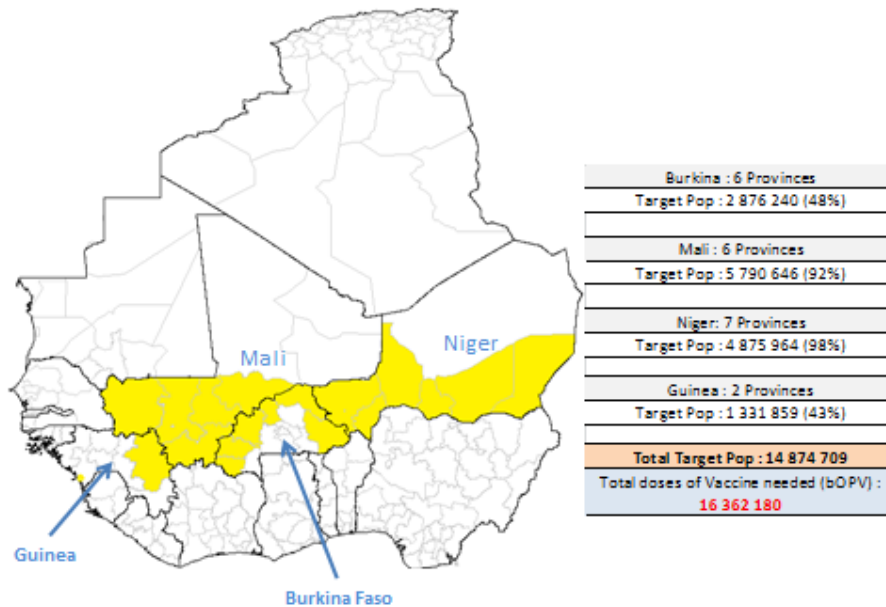 Mali
Niger
Guinea
Burkina Faso
Burkina : 6 Provinces
Target Pop : 2 876 240 (48%)
Mali : 6 Provinces
Target Pop : 5 790 646 (92%)
Niger: 7 Provinces
Target Pop : 4 875 964 (98%)
Guinea : 2 Provinces
Target Pop : 1 331 859 (43%)
Total Target Pop : 14 874 709
Total doses of Vaccine needed (bOPV) :
16 362 180